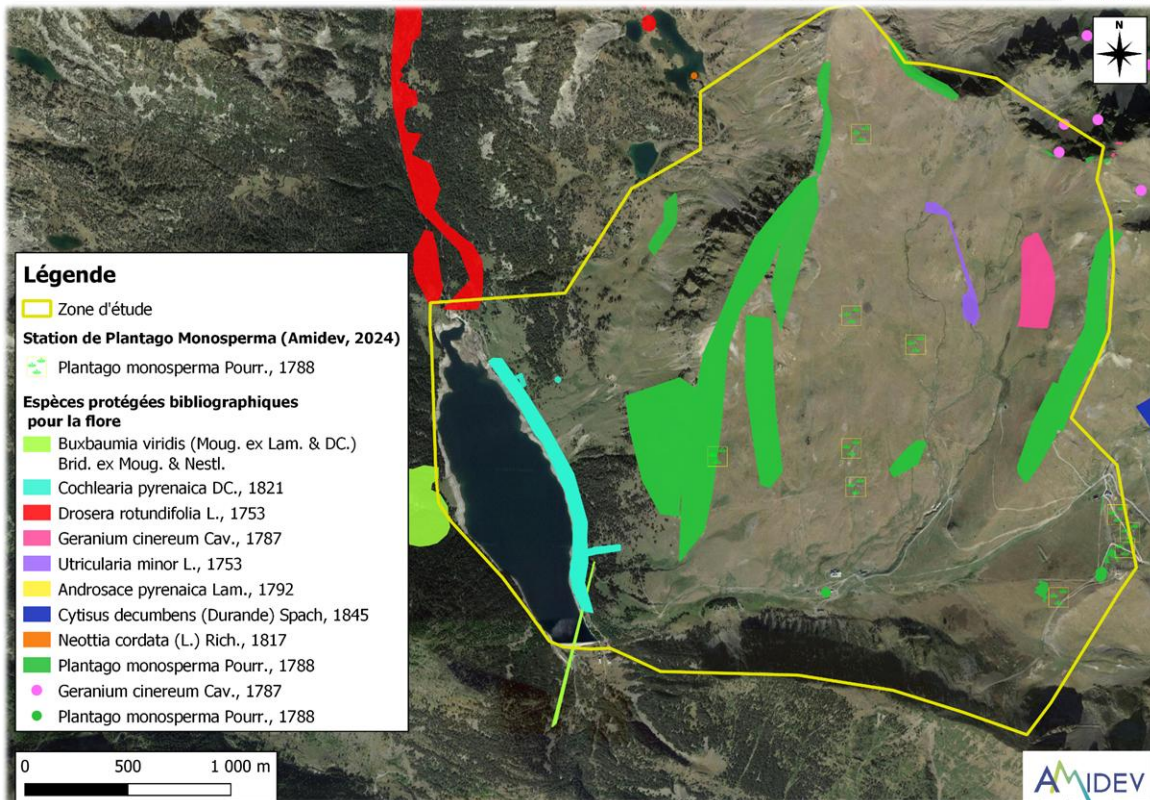 N
Légende
Zone d'étude
Station de Plantago Monosperma (Amidev, 2024)
Plantago monosperma Pourr., 1788
Espèces protégées bibliographiques
pour la flore
Buxbaumia viridis (Moug. ex Lam. & DC.)
Brid. ex Moug. & Nestl.
Cochlearia pyrenaica DC., 1821
Drosera rotundifolia L., 1753
Geranium cinereum Cav., 1787
Utricularia minor L., 1753
Androsace pyrenaica Lam., 1792
Cytisus decumbens (Durande) Spach, 1845
Neottia cordata (L.) Rich., 1817
Plantago monosperma Pourr., 1788
Geranium cinereum Cav., 1787
Plantago monosperma Pourr., 1788
0 500 1 000 m
AMIDEV